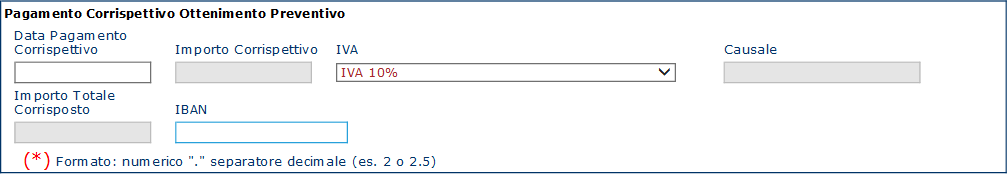 Pagamento Corrispettivo Ottenimento Preventivo
Data Pagamento
Corrispettivo
Importo Corrispettivo
IVA
Causale
IVA 10%
Importo Totale
Corrisposto
IBAN
(*) Formato: numerico "." separatore decimale (es. 2 o 2.5)